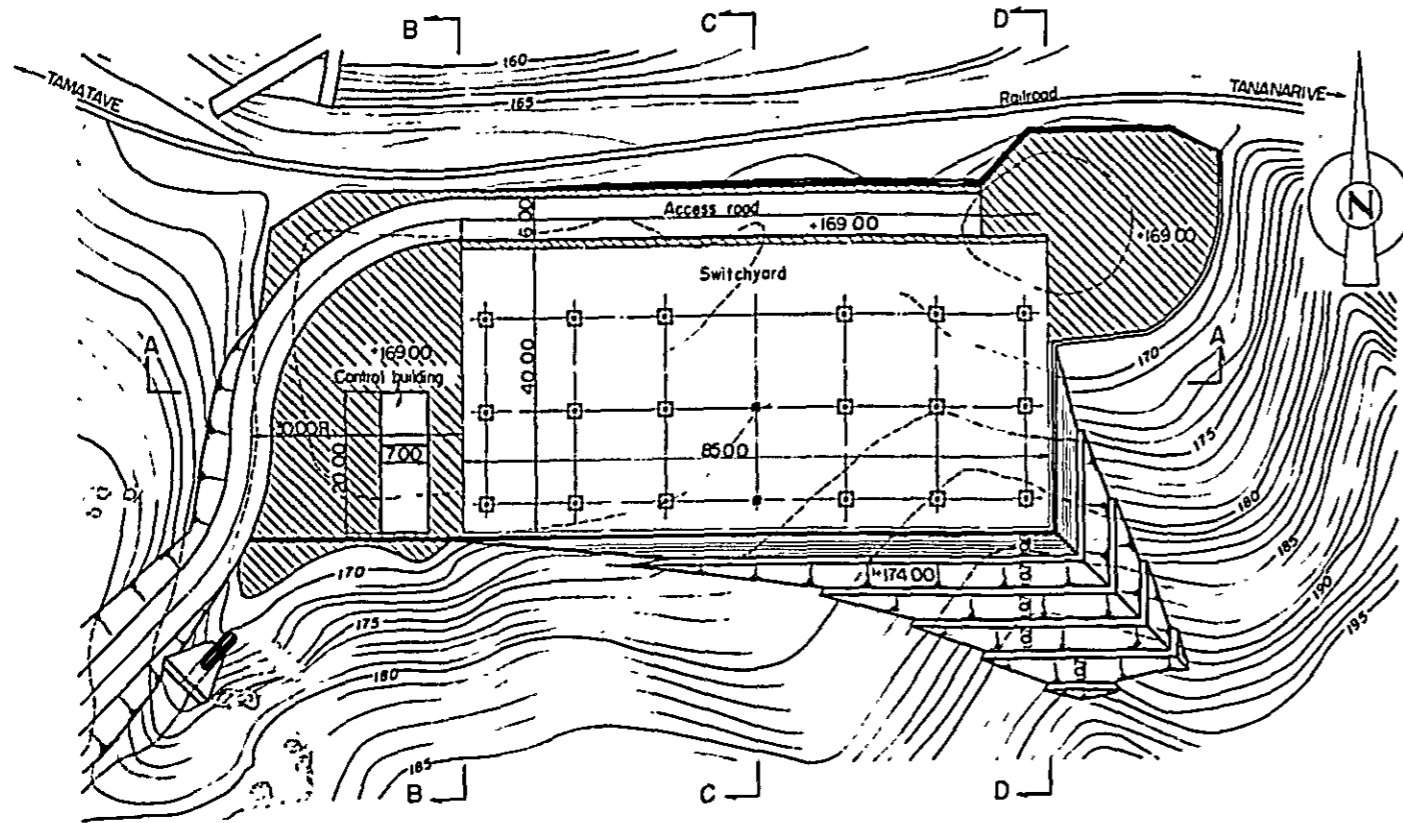 B
C
D
160
TAMATAVE
165
Railroad
TANANARIVE
N
Access road
6.00
+169 00
+169 00
Switchyard
A
+169 00
Control building
40.00
170
A
175
7.00
85.00
20.00
180
170
+174 00
185
175
190
195
180
185
B
C
D